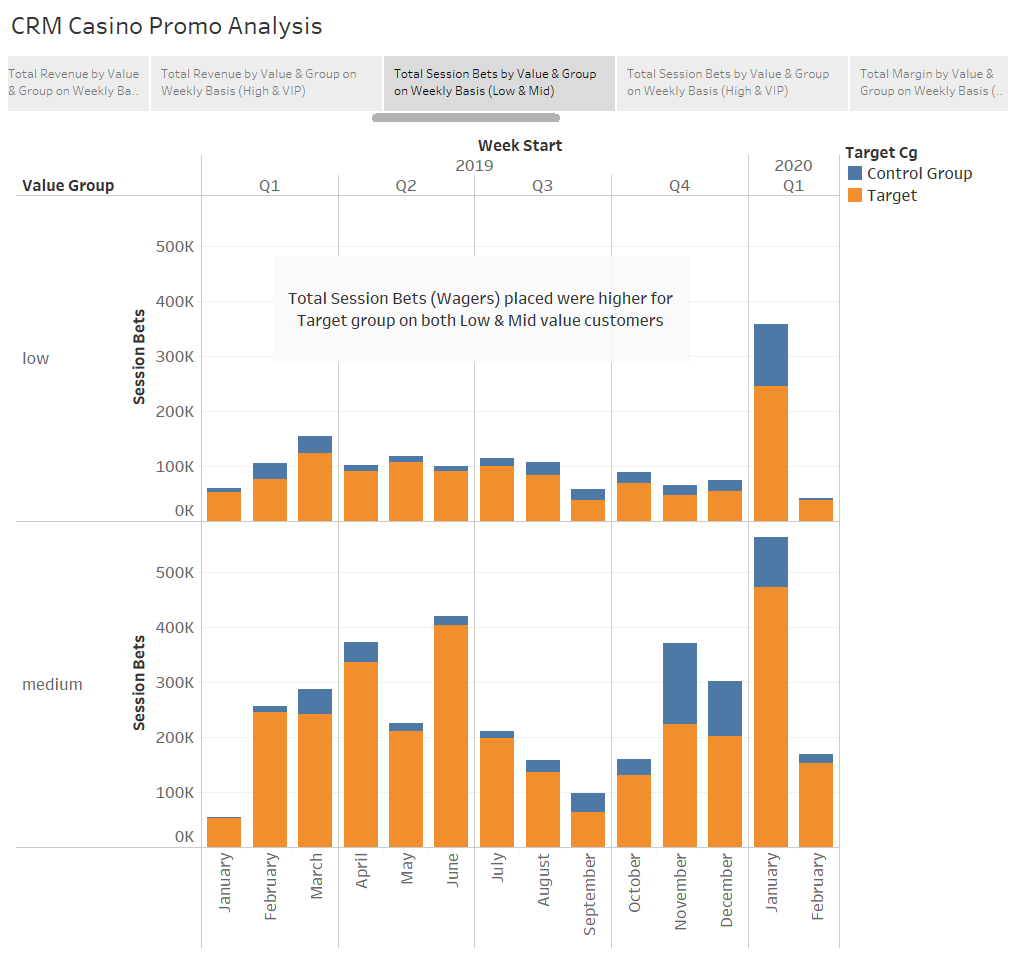 CRM Casino Promo Analysis
Total Revenue by Value
& Group on Weekly Ba..
Total Revenue by Value & Group on
Weekly Basis (High & VIP)
Total Session Bets by Value & Group
on Weekly Basis (Low & Mid)
Total Session Bets by Value & Group
on Weekly Basis (High & VIP)
Total Margin by Value &
Group on Weekly Basis (..
Week Start
2019
2020
Value Group
Q1
Q2
Q3
Q4
Q1
Target Cg
Control Group
Target
low
Session Bets
500K
400K
300K
200K
100K
0K
Total Session Bets (Wagers) placed were higher for
Target group on both Low & Mid value customers
medium
Session Bets
500K
400K
300K
200K
100K
0K
January
February
March
April
May
June
July
August
September
October
November
December
January
February